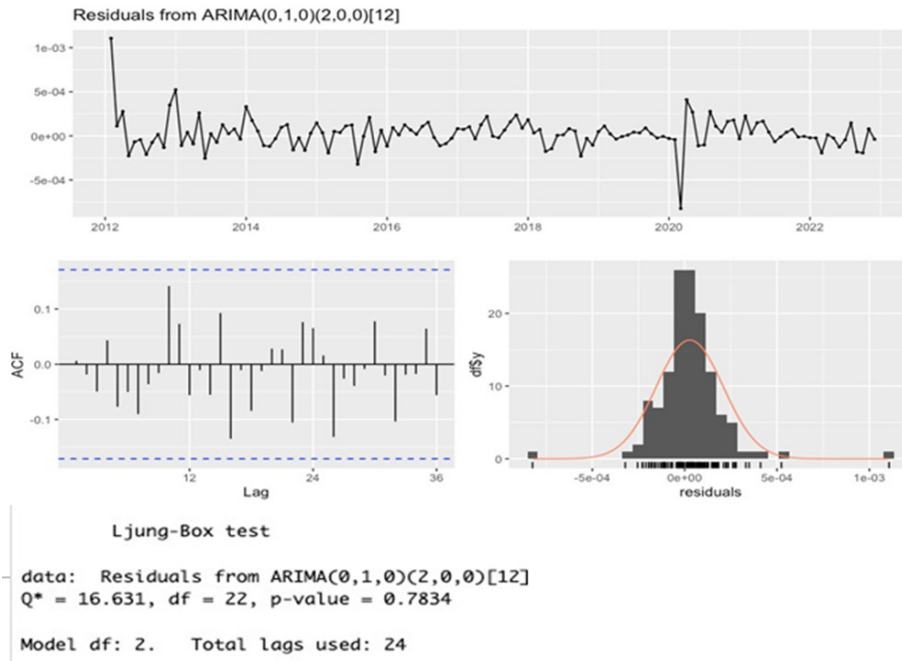 Residuals from ARIMA(0,1,0)(2,0,0)[12]
1e-03
5e-04
0e+00
-5e-04
2012 2014 2016 2018 2020 2022
0.1
0.0
-0.1
ACF
12 24 36
Lag
20
10
0
df$y
-5e-04 0e+00 5e-04 1e-03
residuals
Ljung-Box test
data: Residuals from ARIMA(0,1,0)(2,0,0)[12]
Q* = 16.631, df = 22, p-value = 0.7834
Model df: 2. Total lags used: 24